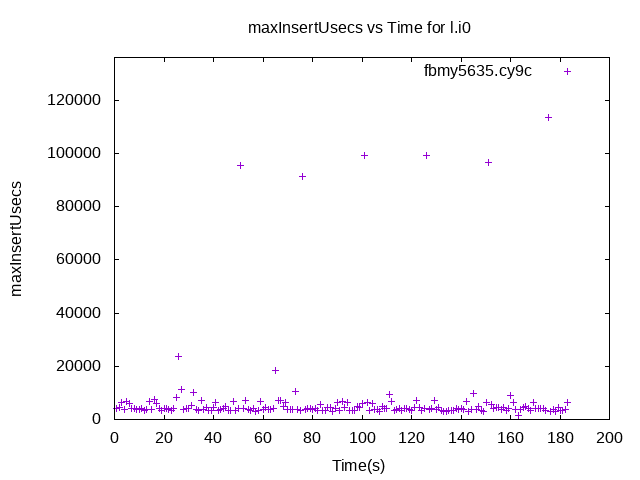 maxInsertUsecs vs Time for l.i0
fbmy5635.cy9c
120000
100000
80000
60000
40000
20000
0
maxInsertUsecs
0 20 40 60 80 100 120 140 160 180 200
Time(s)